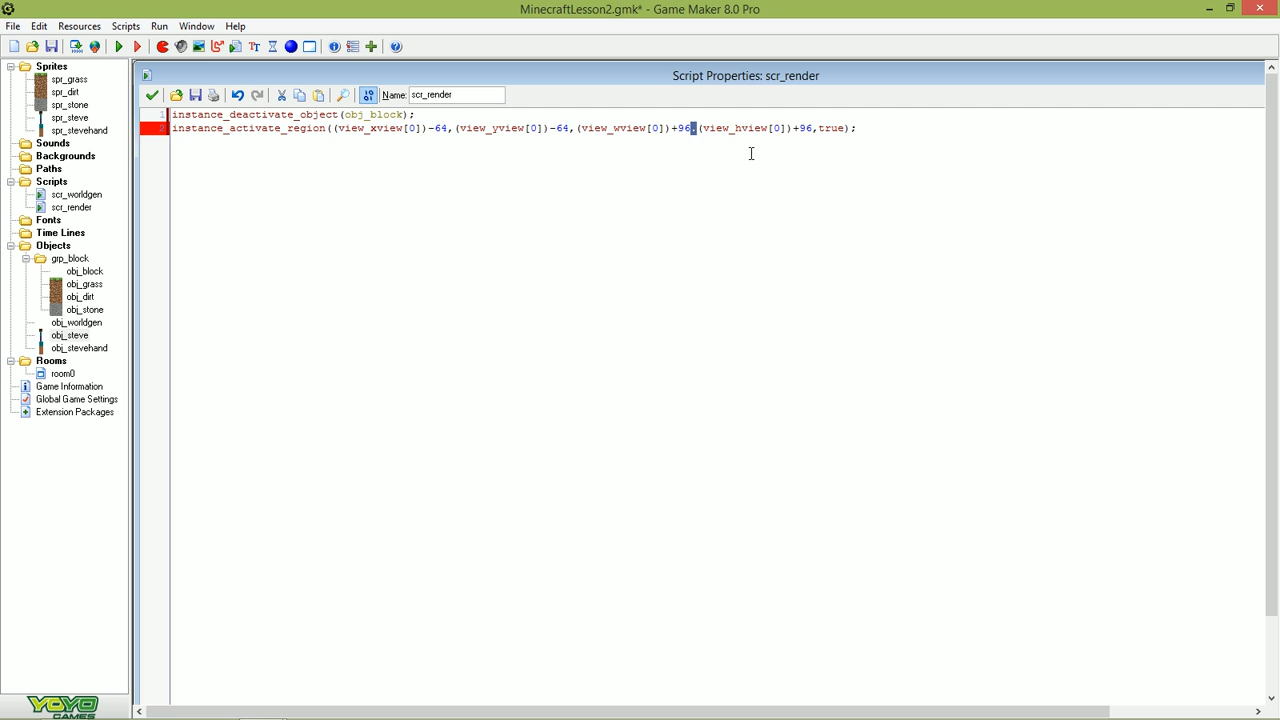 MinecraftLesson2.gmk* - Game Maker 8.0 Pro
File Edit Resources Scripts Run Window Help
Script Properties: scr_render
Name: scr_render
Sprites
spr_grass
spr_dirt
spr_stone
spr_steve
spr_stevehand
Sounds
Backgrounds
Paths
Scripts
scr_worldgen
scr_render
Fonts
Time Lines
Objects
grp_block
obj_block
obj_grass
obj_dirt
obj_stone
obj_worldgen
obj_steve
obj_stevehand
Rooms
room0
Game Information
Global Game Settings
Extension Packages
1 instance_deactivate_object(obj_block);
2 instance_activate_region((view_xview[0])-64,(view_yview[0])-64,(view_wview[0])+96,(view_hview[0])+96,true);
YOYO
GAMES